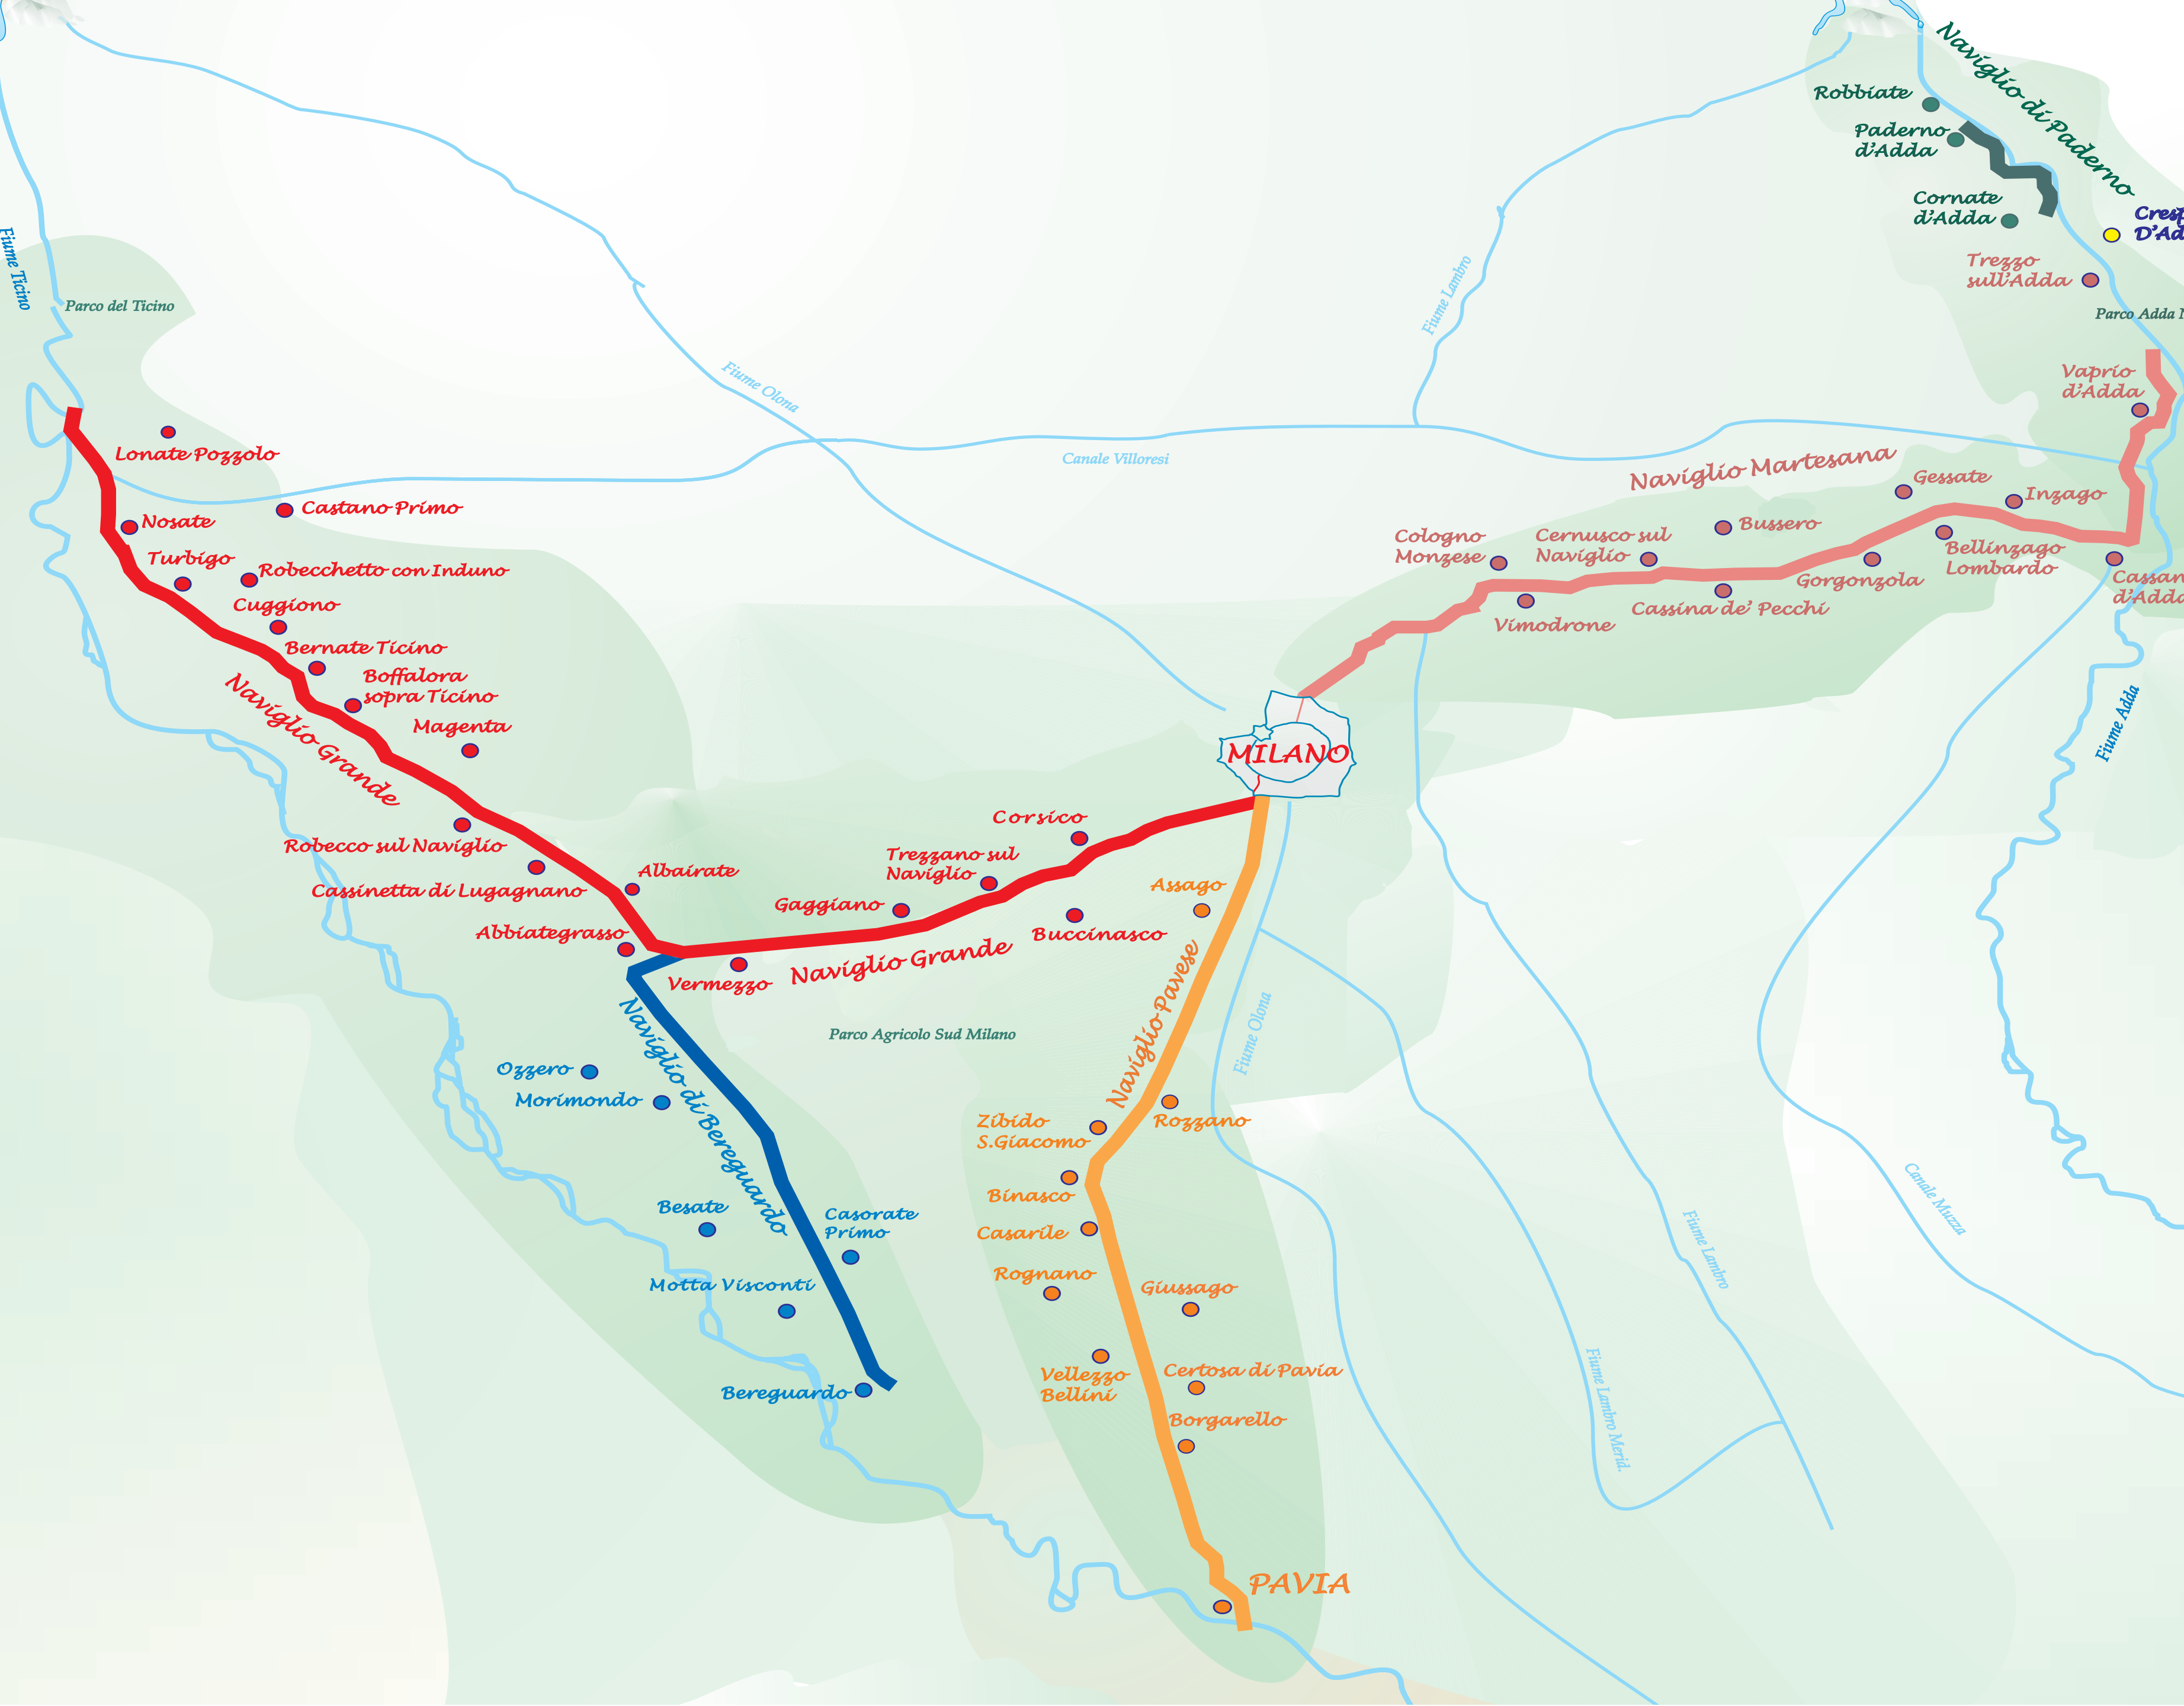 Naviglio di Paderno
Robbiate
Paderno
d'Adda
Cornate
d'Adda
Trezzo
sull'Adda
Parco Adda
Fiume Ticino
Parco del Ticino
Fiume Lambro
Fiume Olona
Vaprio
d'Adda
Lonate Pozzolo
Canale Villoresi
Naviglio Martesana
Gessate
Inzago
Castano Primo
Nosate
Bussero
Cologno
Monzese
Cernusco sul
Naviglio
Bellinzago
Lombardo
Turbigo
Robecchetto con Induno
Gorgonzola
d'Adda
Cuggiono
Cassina de' Pecchi
Vimodrone
Bernate Ticino
Boffalora
sopra Ticino
Naviglio Grande
Magenta
MILANO
Fiume Adda
Corsico
Robecco sul Naviglio
Trezzano sul
Naviglio
Albairate
Cassinetta di Lugagnano
Assago
Gaggiano
Abbiategrasso
Buccinasco
Naviglio Grande
Vermezzo
Naviglio Pavese
Parco Agricolo Sud Milano
Fiume Olona
Naviglio di Bereguardo
Ozzero
Morimondo
Zibido
S.Giacomo
Rozzano
Binasco
Canale Muzza
Besate
Casorate
Primo
Casarile
Fiume Lambro
Rognano
Giussago
Motta Visconti
Vellezzo
Bellini
Certosa di Pavia
Bereguardo
Fiume Lambro Merid.
Borgarello
PAVIA